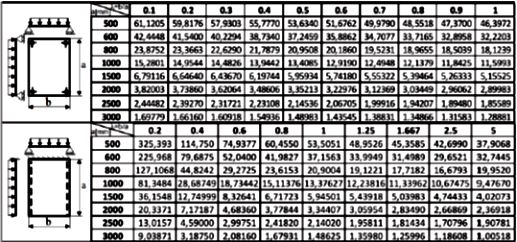 λ=b/a
a[mm]
0.1 0.2 0.3 0.4 0.5 0.6 0.7 0.8 0.9 1
500 61,1205 59,8176 57,9303 55,7770 53,6340 51,6762 49,9790 48,5518 47,3700 46,3972
600 42,4448 41,5400 40,2294 38,7340 37,2459 35,8862 34,7077 33,7165 32,8958 32,2203
800 23,8752 23,3663 22,6290 21,7879 20,9508 20,1860 19,5231 18,9655 18,5039 18,1239
1000 15,2801 14,9544 14,4826 13,9442 13,4085 12,9190 12,4948 12,1379 11,8425 11,5993
1500 6,79116 6,64640 6,43670 6,19744 5,95934 5,74180 5,55322 5,39464 5,26333 5,15525
2000 3,82003 3,73860 3,62064 3,48606 3,35213 3,22976 3,12369 3,03449 2,96062 2,89983
2500 2,44482 2,39270 2,31721 2,23108 2,14536 2,06705 1,99916 1,94207 1,89480 1,85589
3000 1,69779 1,66160 1,60918 1,54936 1,48983 1,43545 1,38831 1,34866 1,31583 1,28881
a
b
λ=b/a
a[mm]
0.2 0.4 0.6 0.8 1 1.25 1.667 2.5 5
500 325,393 114,750 74,9377 60,4550 53,5051 48,9526 45,3585 42,6990 37,9068
600 225,968 79,6875 52,0400 41,9827 37,1563 33,9949 31,4989 29,6521 32,7445
800 127,1068 44,8242 29,2725 23,6153 20,9004 19,1221 17,7182 16,6793 19,9520
1000 81,3484 28,68749 18,73442 15,11376 13,37627 12,23816 11,33962 10,67475 9,47670
1500 36,1548 12,74999 8,32641 6,71723 5,94501 5,43918 5,03983 4,74433 4,02073
2000 20,3371 7,17187 4,68360 3,77844 3,34407 3,05954 2,83490 2,66869 2,36918
2500 13,0157 4,59000 2,99751 2,41820 2,14020 1,95811 1,81434 1,70796 1,90781
3000 9,03871 3,18750 2,08160 1,67931 1,48625 1,35980 1,25996 1,18608 1,00518
a
b